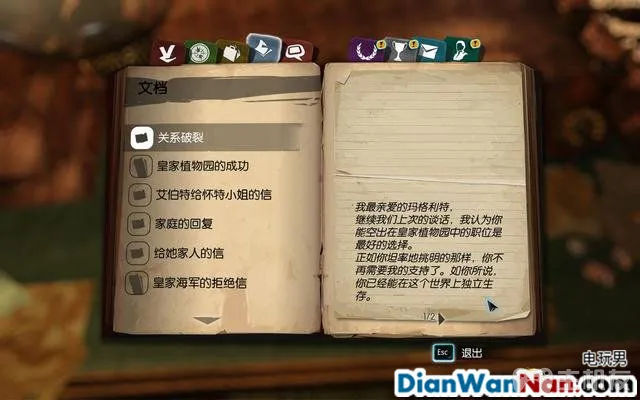 文档
关系破裂
皇家植物园的成功
艾伯特给怀特小姐的信
家庭的回复
给她家人的信
皇家海军的拒绝信
我最亲爱的玛格利特,
继续我们上次的谈话，我认为你
能空出在皇家植物园中的职位是
最好的选择。
正如你坦率地挑明的那样，你不
再需要我的支持了。如你所说，
你已经能在这个世界上独立生
存。
1/2
Esc 退出
电玩男
DianWanNan.com